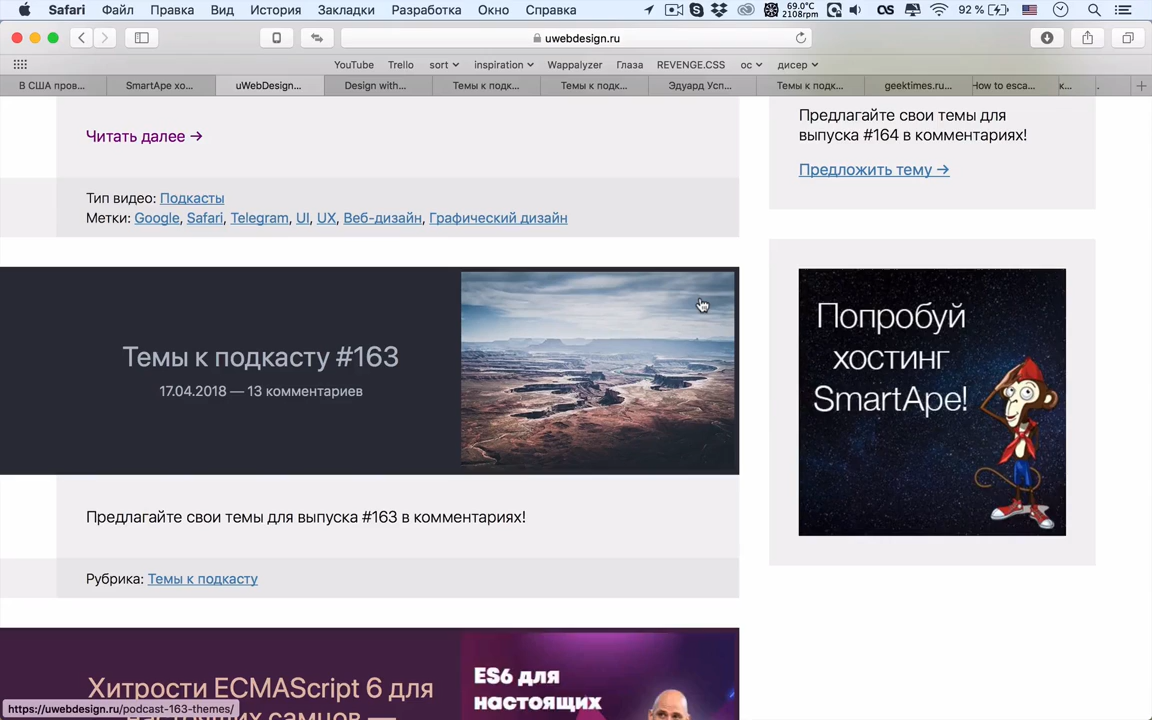 Safari Файл Правка Вид История Закладки Разработка Окно Справка
69.0°C
2108rpm
92 %
uwebdesign.ru
YouTube Trello sort inspiration Wappalyzer Глаза REVENGE.CSS ос дисер
В США пров... SmartApe хо... uWebDesign... Design with... Темы к подк... Темы к подк... Эдуард Усп... Темы к подк... geektimes.ru... How to esca... к...
Читать далее →
Тип видео: Подкасты
Метки: Google, Safari, Telegram, UI, UX, Веб-дизайн, Графический дизайн
Предлагайте свои темы для
выпуска #164 в комментариях!
Предложить тему →
Темы к подкасту #163
17.04.2018 — 13 комментариев
Попробуй
хостинг
SmartApe!
Предлагайте свои темы для выпуска #163 в комментариях!
Рубрика: Темы к подкасту
Хитрости ECMAScript 6 для
настоящих самцов —
ES6 для
настоящих
https://uwebdesign.ru/podcast-163-themes/